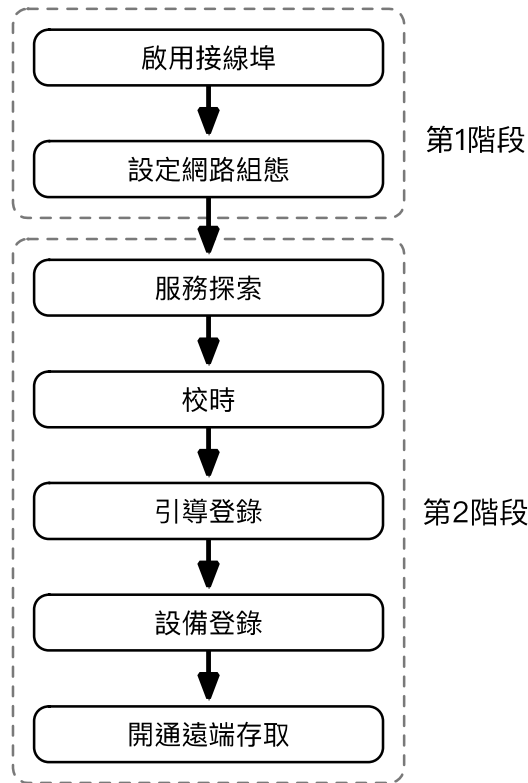 啟用接線埠
設定網路組態
第1階段
服務探索
校時
引導登錄
第2階段
設備登錄
開通遠端存取